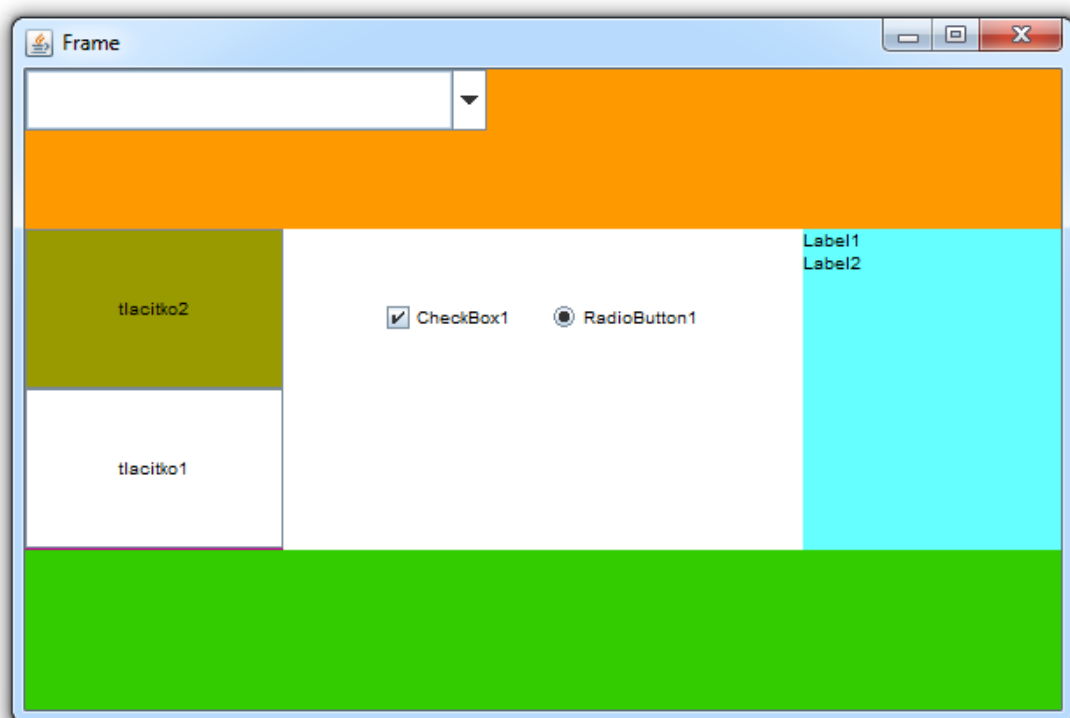 Frame
Label1
Label2
tlacitko2
CheckBox1 RadioButton1
tlacitko1